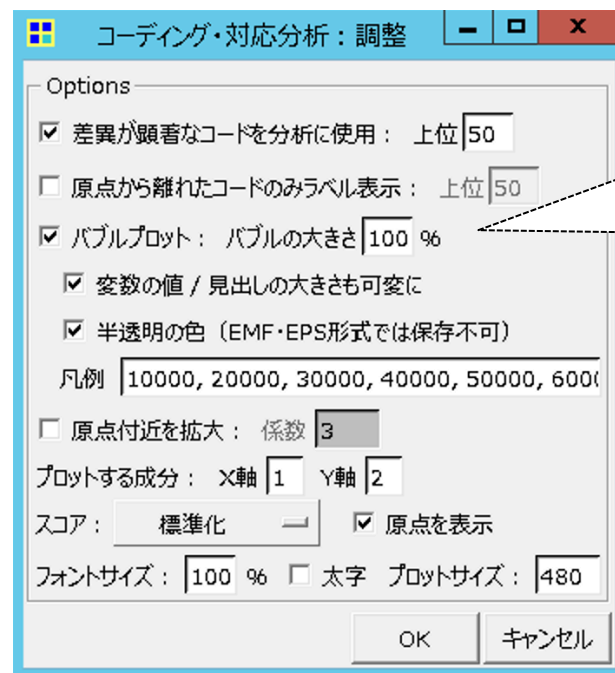 コーディング・対応分析：調整
Options
差異が顕著なコードを分析に使用： 上位 50
原点から離れたコードのみラベル表示： 上位 50
バブルプロット： バブルの大きさ 100 %
変数の値 / 見出しの大きさも可変に
半透明の色（EMF・EPS形式では保存不可）
凡例 10000, 20000, 30000, 40000, 50000, 600
原点付近を拡大： 係数 3
プロットする成分： X軸 1 Y軸 2
スコア： 標準化 原点を表示
フォントサイズ： 100 % 太字 プロットサイズ： 480
OK キャンセル